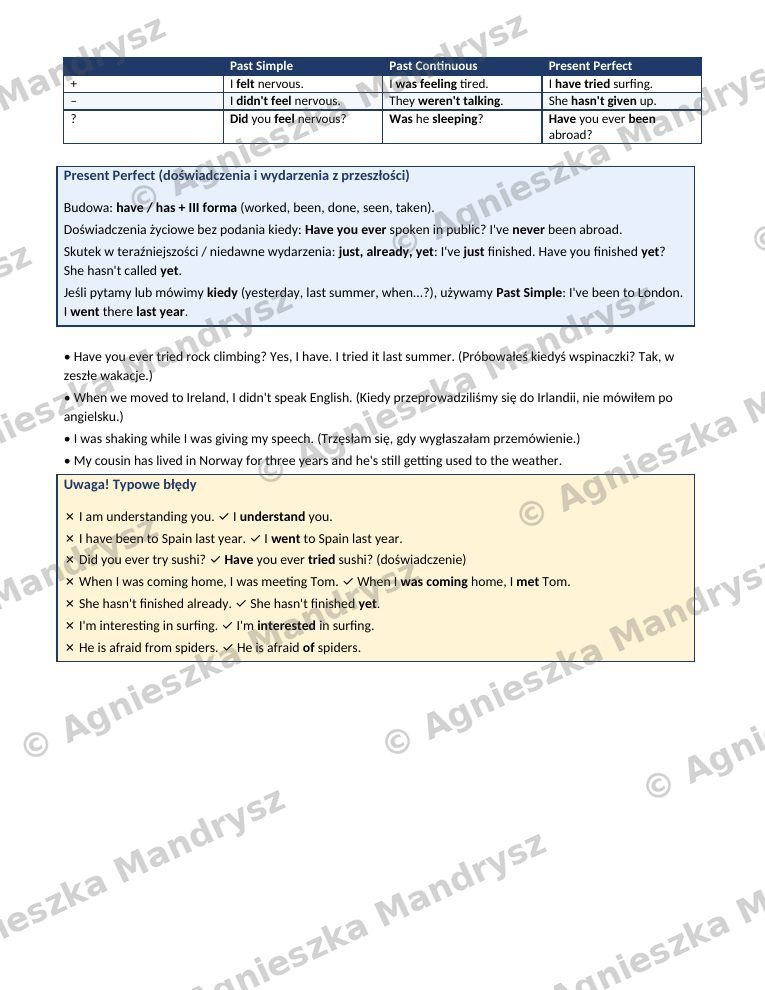 Past Simple Past Continuous Present Perfect
+ I felt nervous. I was feeling tired. I have tried surfing.
– I didn't feel nervous. They weren't talking. She hasn't given up.
? Did you feel nervous? Was he sleeping? Have you ever been
abroad?
Present Perfect (doświadczenia i wydarzenia z przeszłości)
Budowa: have / has + III forma (worked, been, done, seen, taken).
Doświadczenia życiowe bez podania kiedy: Have you ever spoken in public? I've never been abroad.
Skutek w teraźniejszości / niedawne wydarzenia: just, already, yet: I've just finished. Have you finished yet?
She hasn't called yet.
Jeśli pytamy lub mówimy kiedy (yesterday, last summer, when...?), używamy Past Simple: I've been to London.
I went there last year.
• Have you ever tried rock climbing? Yes, I have. I tried it last summer. (Próbowałeś kiedyś wspinaczki? Tak, w
zeszłe wakacje.)
• When we moved to Ireland, I didn't speak English. (Kiedy przeprowadziliśmy się do Irlandii, nie mówiłem po
angielsku.)
• I was shaking while I was giving my speech. (Trzęsłam się, gdy wygłaszałam przemówienie.)
• My cousin has lived in Norway for three years and he's still getting used to the weather.
Uwaga! Typowe błędy
✕ I am understanding you. ✓ I understand you.
✕ I have been to Spain last year. ✓ I went to Spain last year.
✕ Did you ever try sushi? ✓ Have you ever tried sushi? (doświadczenie)
✕ When I was coming home, I was meeting Tom. ✓ When I was coming home, I met Tom.
✕ She hasn't finished already. ✓ She hasn't finished yet.
✕ I'm interesting in surfing. ✓ I'm interested in surfing.
✕ He is afraid from spiders. ✓ He is afraid of spiders.
© Agnieszka Mandrysz